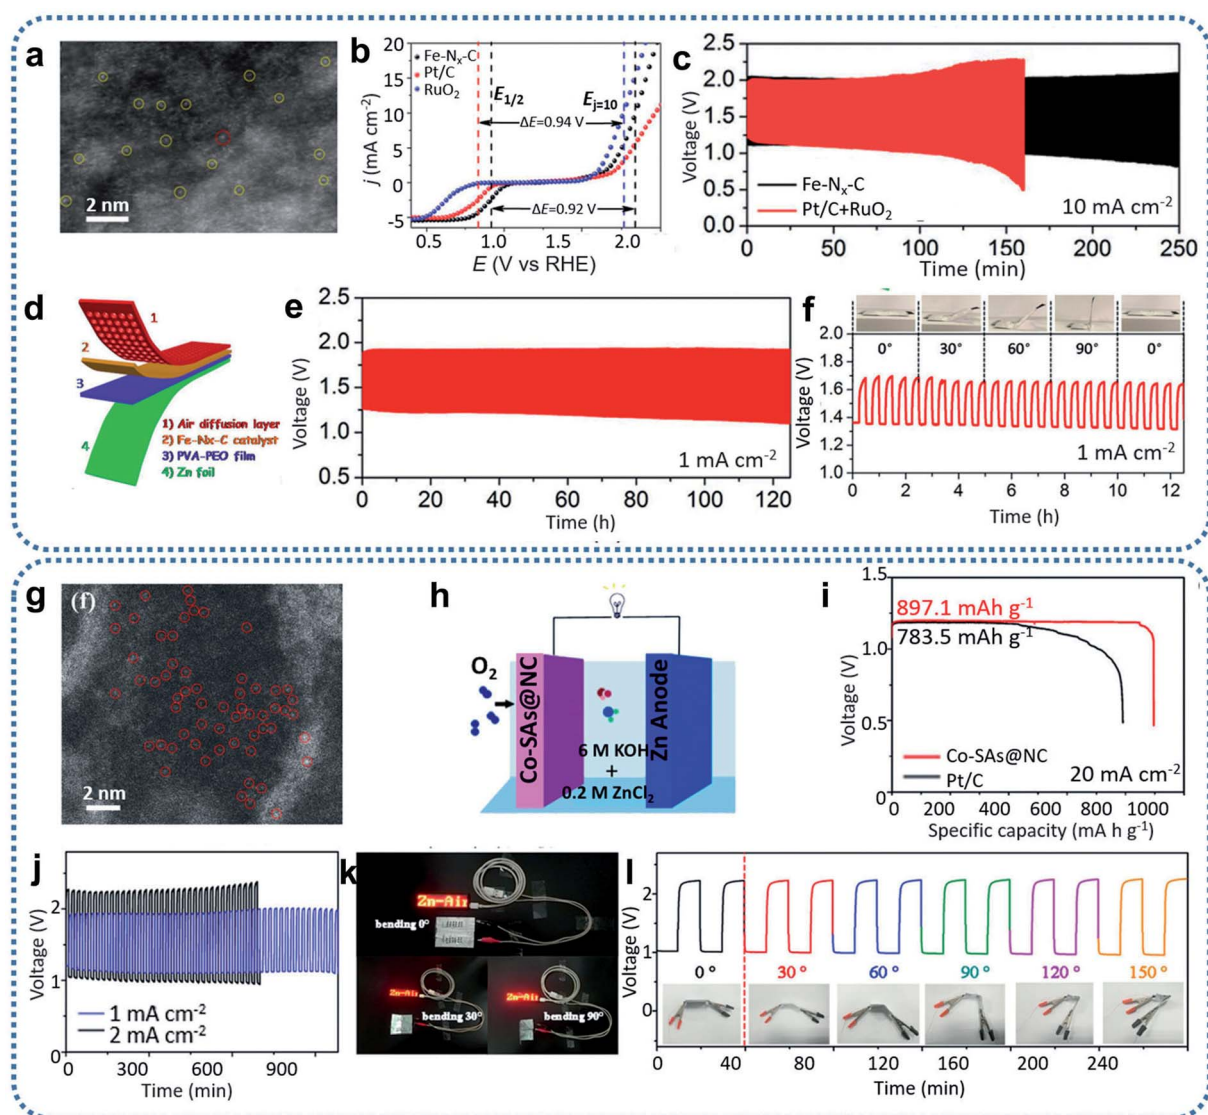 a
2 nm
b
20
15
10
5
0
-5
j (mA cm⁻²)
Fe-Nₓ-C
Pt/C
RuO₂
E₁/₂
Eⱼ₌₁₀
ΔE=0.94 V
ΔE=0.92 V
0.5 1.0 1.5 2.0
E (V vs RHE)
c
2.5
2.0
1.5
1.0
0.5
0.0
Voltage (V)
Fe-Nₓ-C
Pt/C+RuO₂
10 mA cm⁻²
0 50 100 150 200 250
Time (min)
d
1
2
3
4
1) Air diffusion layer
2) Fe-Nx-C catalyst
3) PVA-PEO film
4) Zn foil
e
2.5
2.0
1.5
1.0
0.5
Voltage (V)
1 mA cm⁻²
0 20 40 60 80 100 120
Time (h)
f
0° 30° 60° 90° 0°
2.0
1.8
1.6
1.4
1.2
1.0
Voltage (V)
1 mA cm⁻²
0 2 4 6 8 10 12
Time (h)
g
(f)
2 nm
h
O₂
Co-SAs@NC
Zn Anode
6 M KOH
+
0.2 M ZnCl₂
i
1.5
1.0
0.5
0
Voltage (V)
897.1 mAh g⁻¹
783.5 mAh g⁻¹
Co-SAs@NC
Pt/C
20 mA cm⁻²
0 200 400 600 800 1000
Specific capacity (mA h g⁻¹)
j
2
1
0
Voltage (V)
1 mA cm⁻²
2 mA cm⁻²
0 300 600 900
Time (min)
k
Zn-Air
bending 0°
Zn-Air
bending 30°
Zn-Air
bending 90°
l
2
1
0
Voltage (V)
0° 30° 60° 90° 120° 150°
0 20 40 40 120 80 120 240
Time (min)